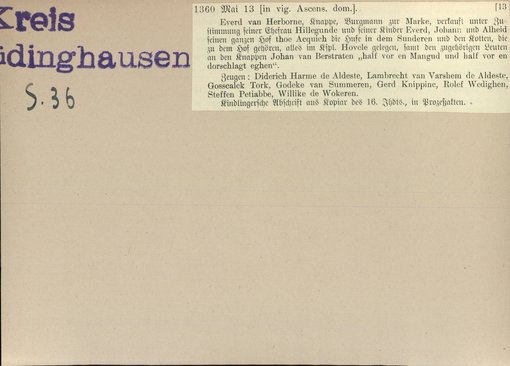 Kreis
üdinghausen
S. 36
1360 Mai 13 [in vig. Ascens. dom.]. [13
Everd van Herborne, Knappe, Burgmann zur Marke, verkauft unter Zu-
stimmung seiner Ehefrau Hillegunde und seiner Kinder Everd, Johann und Alheid
seinen ganzen Hof thoe Acquich die Hufe in dem Sunderen und den Kotten, die
zu dem Hof gehören, alles im Kspl. Hovele gelegen, samt den zugehörigen Leuten
an den Knappen Johan van Berstraten „half vor en Mangud und half vor en
dorschlagt eghen“.
Zeugen: Diderich Harme de Aldeste, Lambrecht van Varshem de Aldeste,
Gosscalck Tork, Godeke van Summeren, Gerd Knippinc, Rolef Wedighen,
Steffen Petiabbe, Willike de Wokeren.
Kindlingersche Abschrift aus Kopiar des 16. Jhdts., in Prozeßakten.